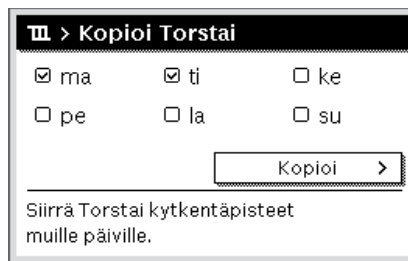 > Kopioi Torstai
ma ti ke
pe la su
Kopioi >
Siirrä Torstai kytkentäpisteet
muille päiville.